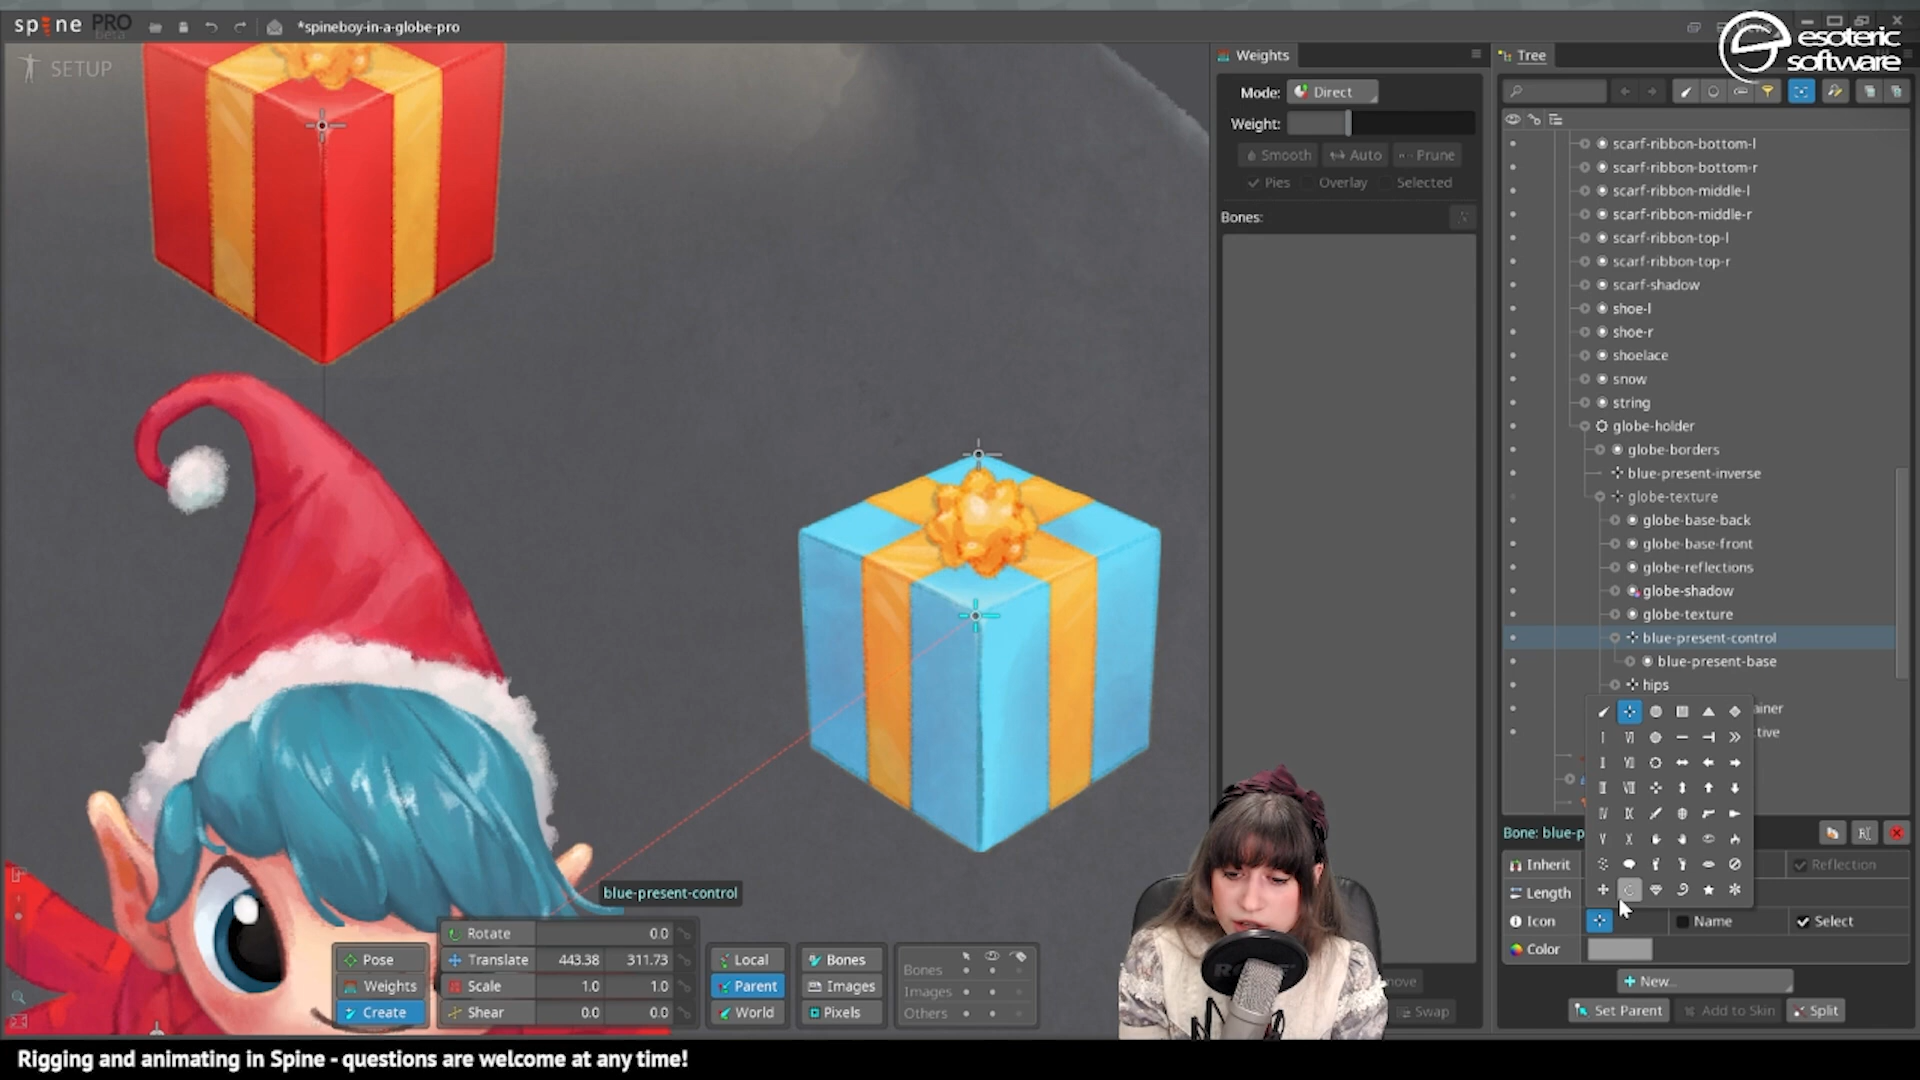 spine PRO
beta
*spineboy-in-a-globe-pro
esoteric
software
SETUP
Weights
Mode: Direct
Weight:
Smooth Auto Prune
Pies Overlay Selected
Bones:
Tree
scarf-ribbon-bottom-l
scarf-ribbon-bottom-r
scarf-ribbon-middle-l
scarf-ribbon-middle-r
scarf-ribbon-top-l
scarf-ribbon-top-r
scarf-shadow
shoe-l
shoe-r
shoelace
snow
string
globe-holder
globe-borders
blue-present-inverse
globe-texture
globe-base-back
globe-base-front
globe-reflections
globe-shadow
globe-texture
blue-present-control
blue-present-base
hips
ainer
tive
Bone: blue-p
Inherit Reflection
Length
Icon Name Select
Color
New...
Set Parent Add to Skin Split
Swap
blue-present-control
Pose
Weights
Create
Rotate 0.0
Translate 443.38 311.73
Scale 1.0 1.0
Shear 0.0 0.0
Local
Parent
World
Bones
Images
Pixels
Bones
Images
Others
Rigging and animating in Spine - questions are welcome at any time!